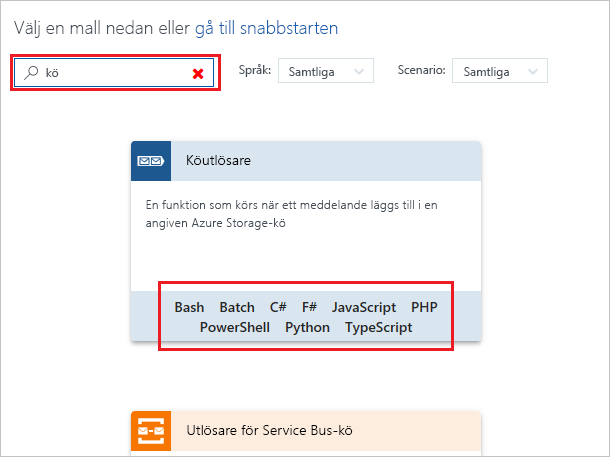 Välj en mall nedan eller gå till snabbstarten
kö Språk: Samtliga Scenario: Samtliga
Köutlösare
En funktion som körs när ett meddelande läggs till i en
angiven Azure Storage-kö
Bash Batch C# F# JavaScript PHP
PowerShell Python TypeScript
Utlösare för Service Bus-kö